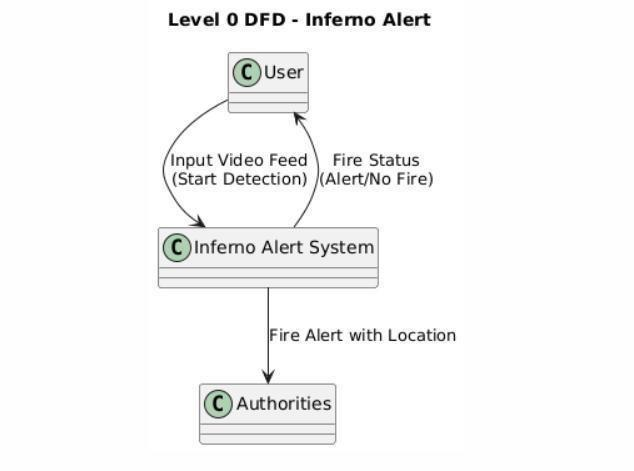 Level 0 DFD - Inferno Alert
C User
Input Video Feed
(Start Detection)
Fire Status
(Alert/No Fire)
C Inferno Alert System
Fire Alert with Location
C Authorities